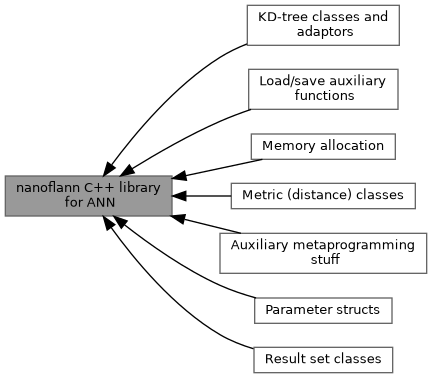 KD-tree classes and
adaptors
Load/save auxiliary
functions
Memory allocation
nanoflann C++ library
for ANN
Metric (distance) classes
Auxiliary metaprogramming
stuff
Parameter structs
Result set classes